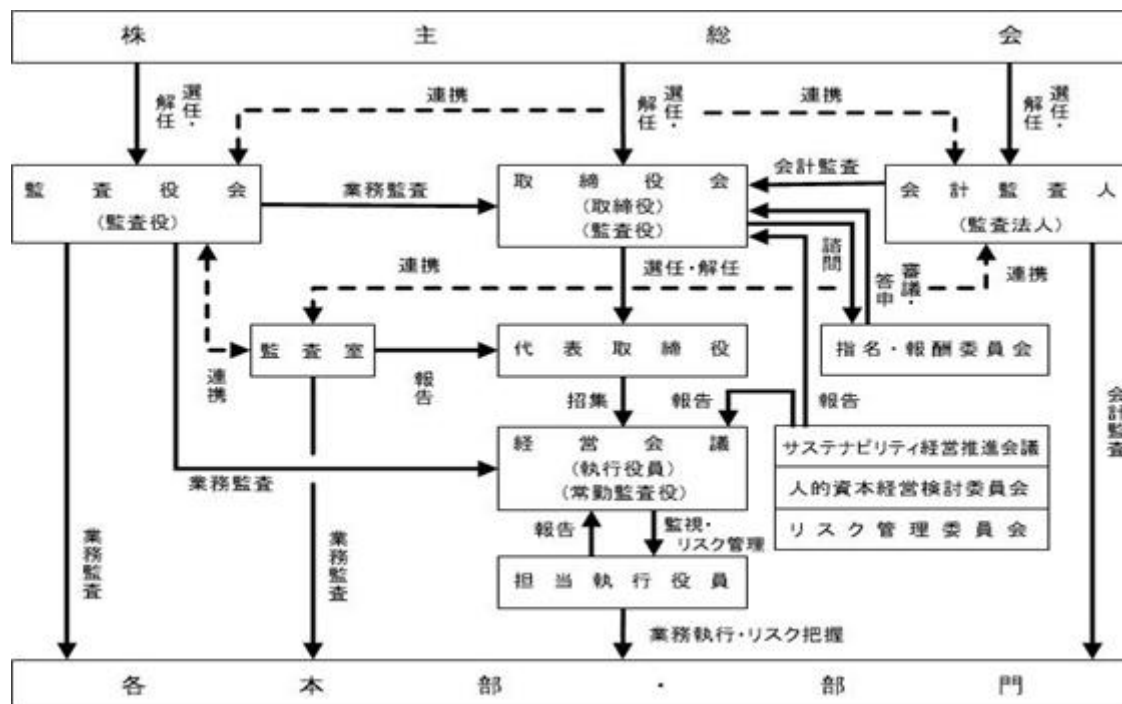 株主総会
選任・解任
選任・解任
選任・解任
連携
連携
監査役会
(監査役)
業務監査
取締役会
(取締役)
(監査役)
会計監査
会計監査人
(監査法人)
連携
選任・解任
諮問
審議・答申
連携
監査室
連携
報告
代表取締役
指名・報酬委員会
招集
報告
報告
会計監査
経営会議
(執行役員)
(常勤監査役)
サステナビリティ経営推進会議
人的資本経営検討委員会
リスク管理委員会
業務監査
報告
監視・
リスク管理
業務監査
業務監査
担当執行役員
業務執行・リスク把握
各本部・部門